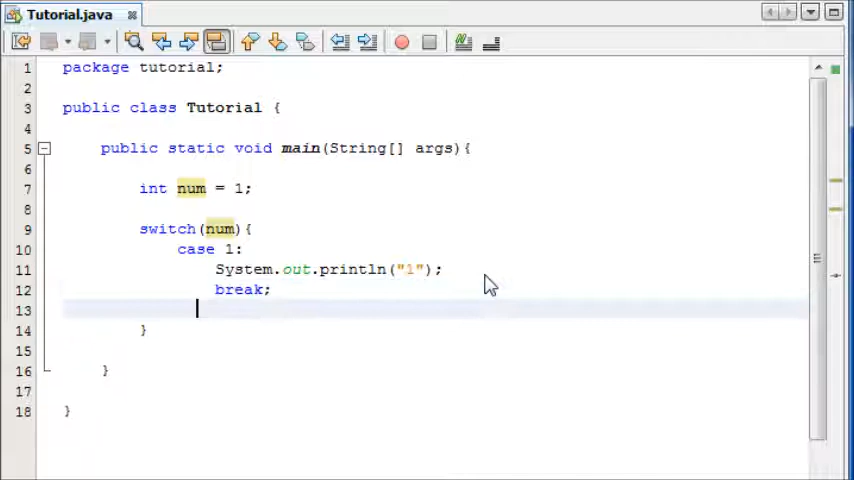 Tutorial.java
1 package tutorial;
2
3 public class Tutorial {
4
5 public static void main(String[] args){
6
7 int num = 1;
8
9 switch(num){
10 case 1:
11 System.out.println("1");
12 break;
13
14 }
15
16 }
17
18 }